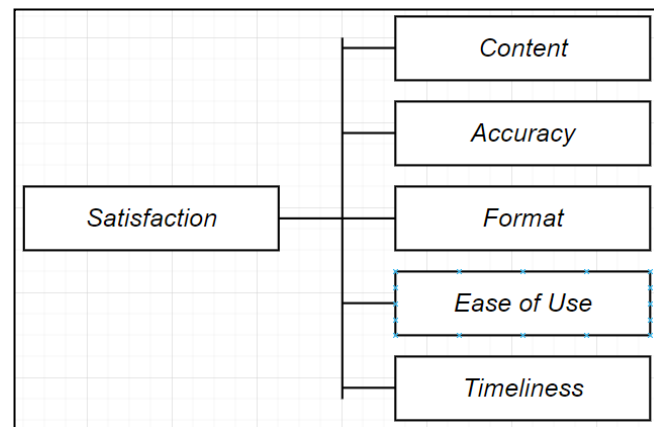 Content
Accuracy
Satisfaction
Format
Ease of Use
Timeliness